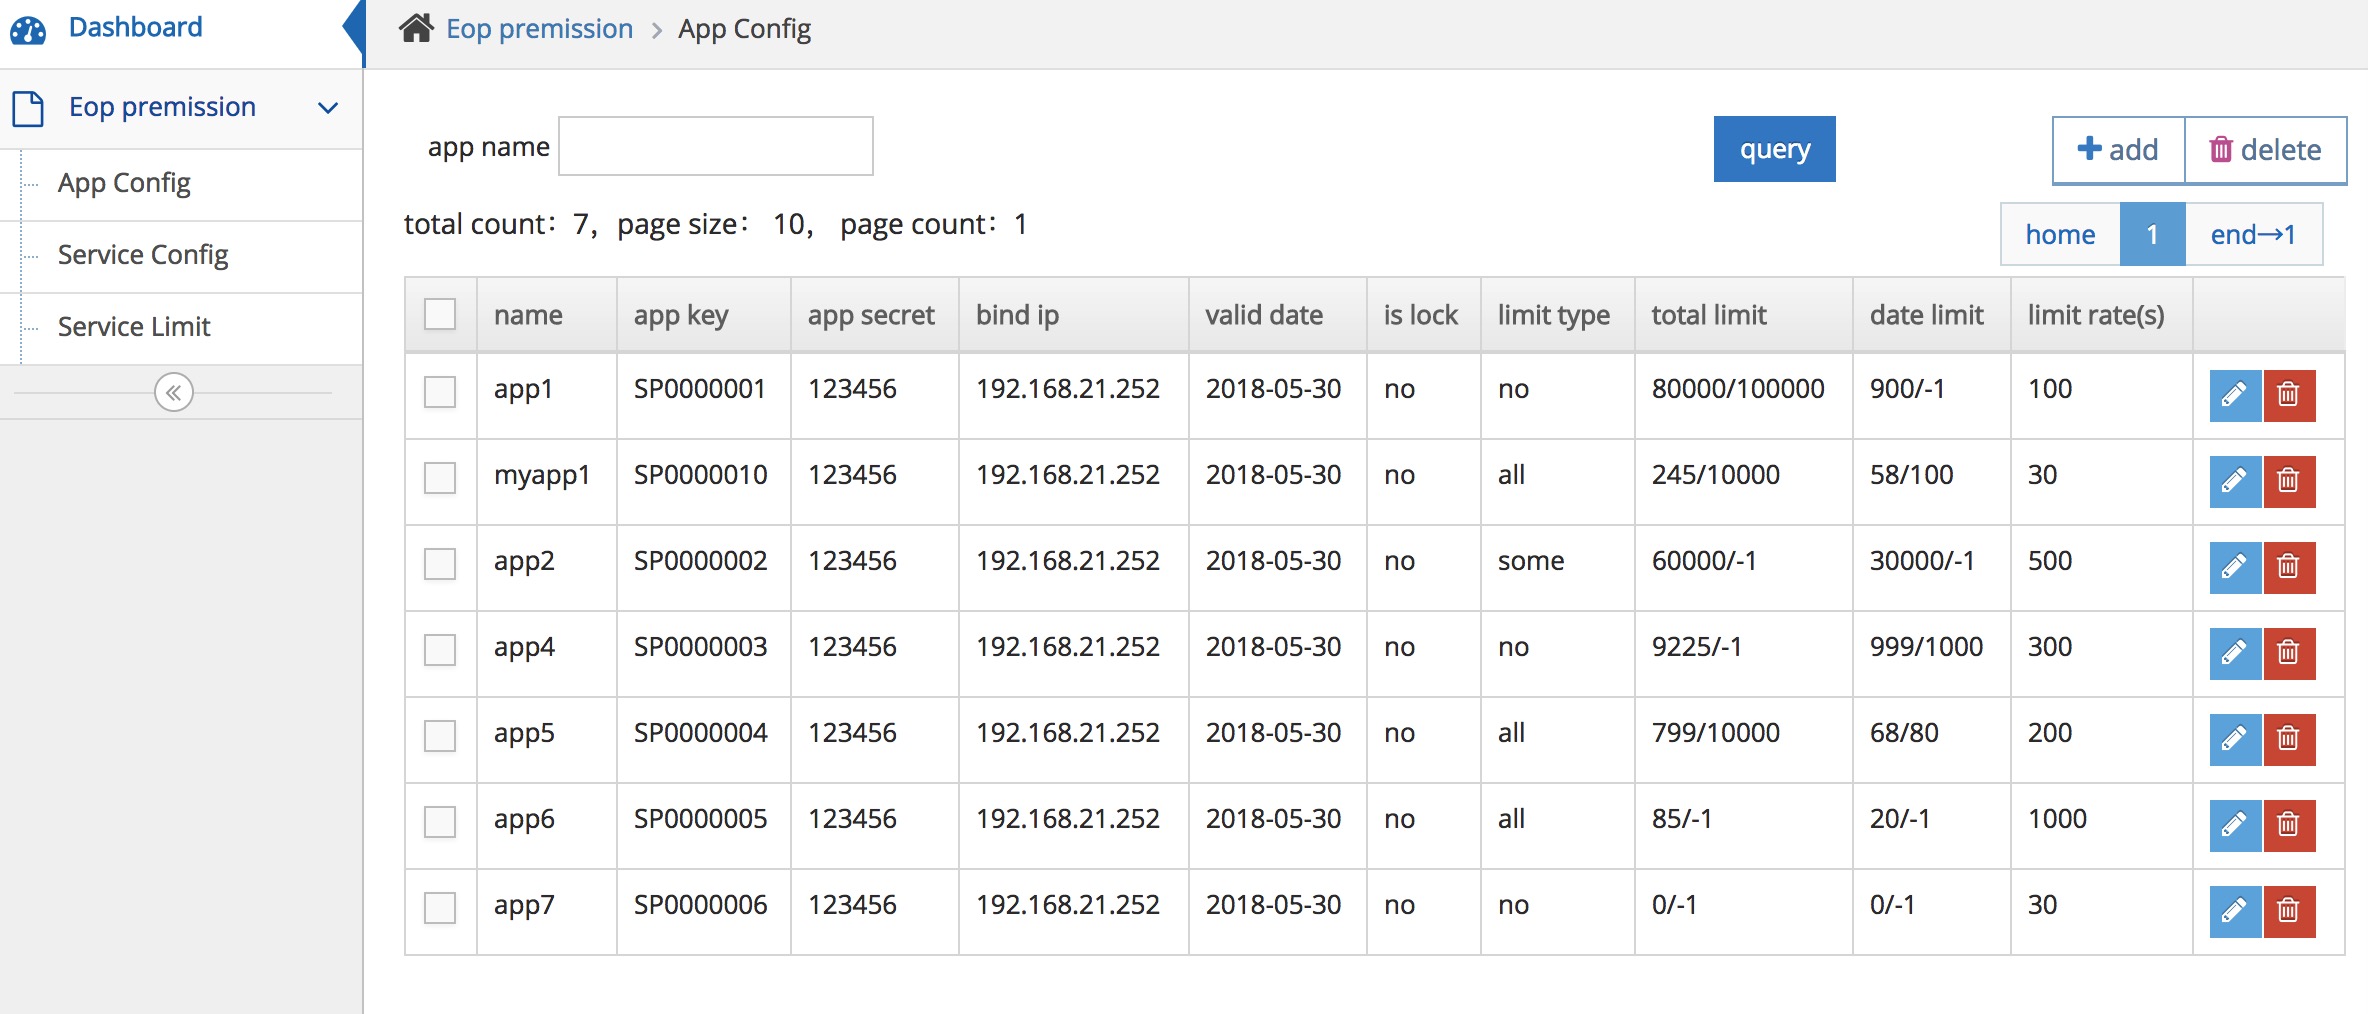 Dashboard
Eop premission
App Config
Service Config
Service Limit
Eop premission > App Config
app name
query
add
delete
total count：7，page size： 10， page count：1
home 1 end→1
name app key app secret bind ip valid date is lock limit type total limit date limit limit rate(s)
app1 SP0000001 123456 192.168.21.252 2018-05-30 no no 80000/100000 900/-1 100
myapp1 SP0000010 123456 192.168.21.252 2018-05-30 no all 245/10000 58/100 30
app2 SP0000002 123456 192.168.21.252 2018-05-30 no some 60000/-1 30000/-1 500
app4 SP0000003 123456 192.168.21.252 2018-05-30 no no 9225/-1 999/1000 300
app5 SP0000004 123456 192.168.21.252 2018-05-30 no all 799/10000 68/80 200
app6 SP0000005 123456 192.168.21.252 2018-05-30 no all 85/-1 20/-1 1000
app7 SP0000006 123456 192.168.21.252 2018-05-30 no no 0/-1 0/-1 30